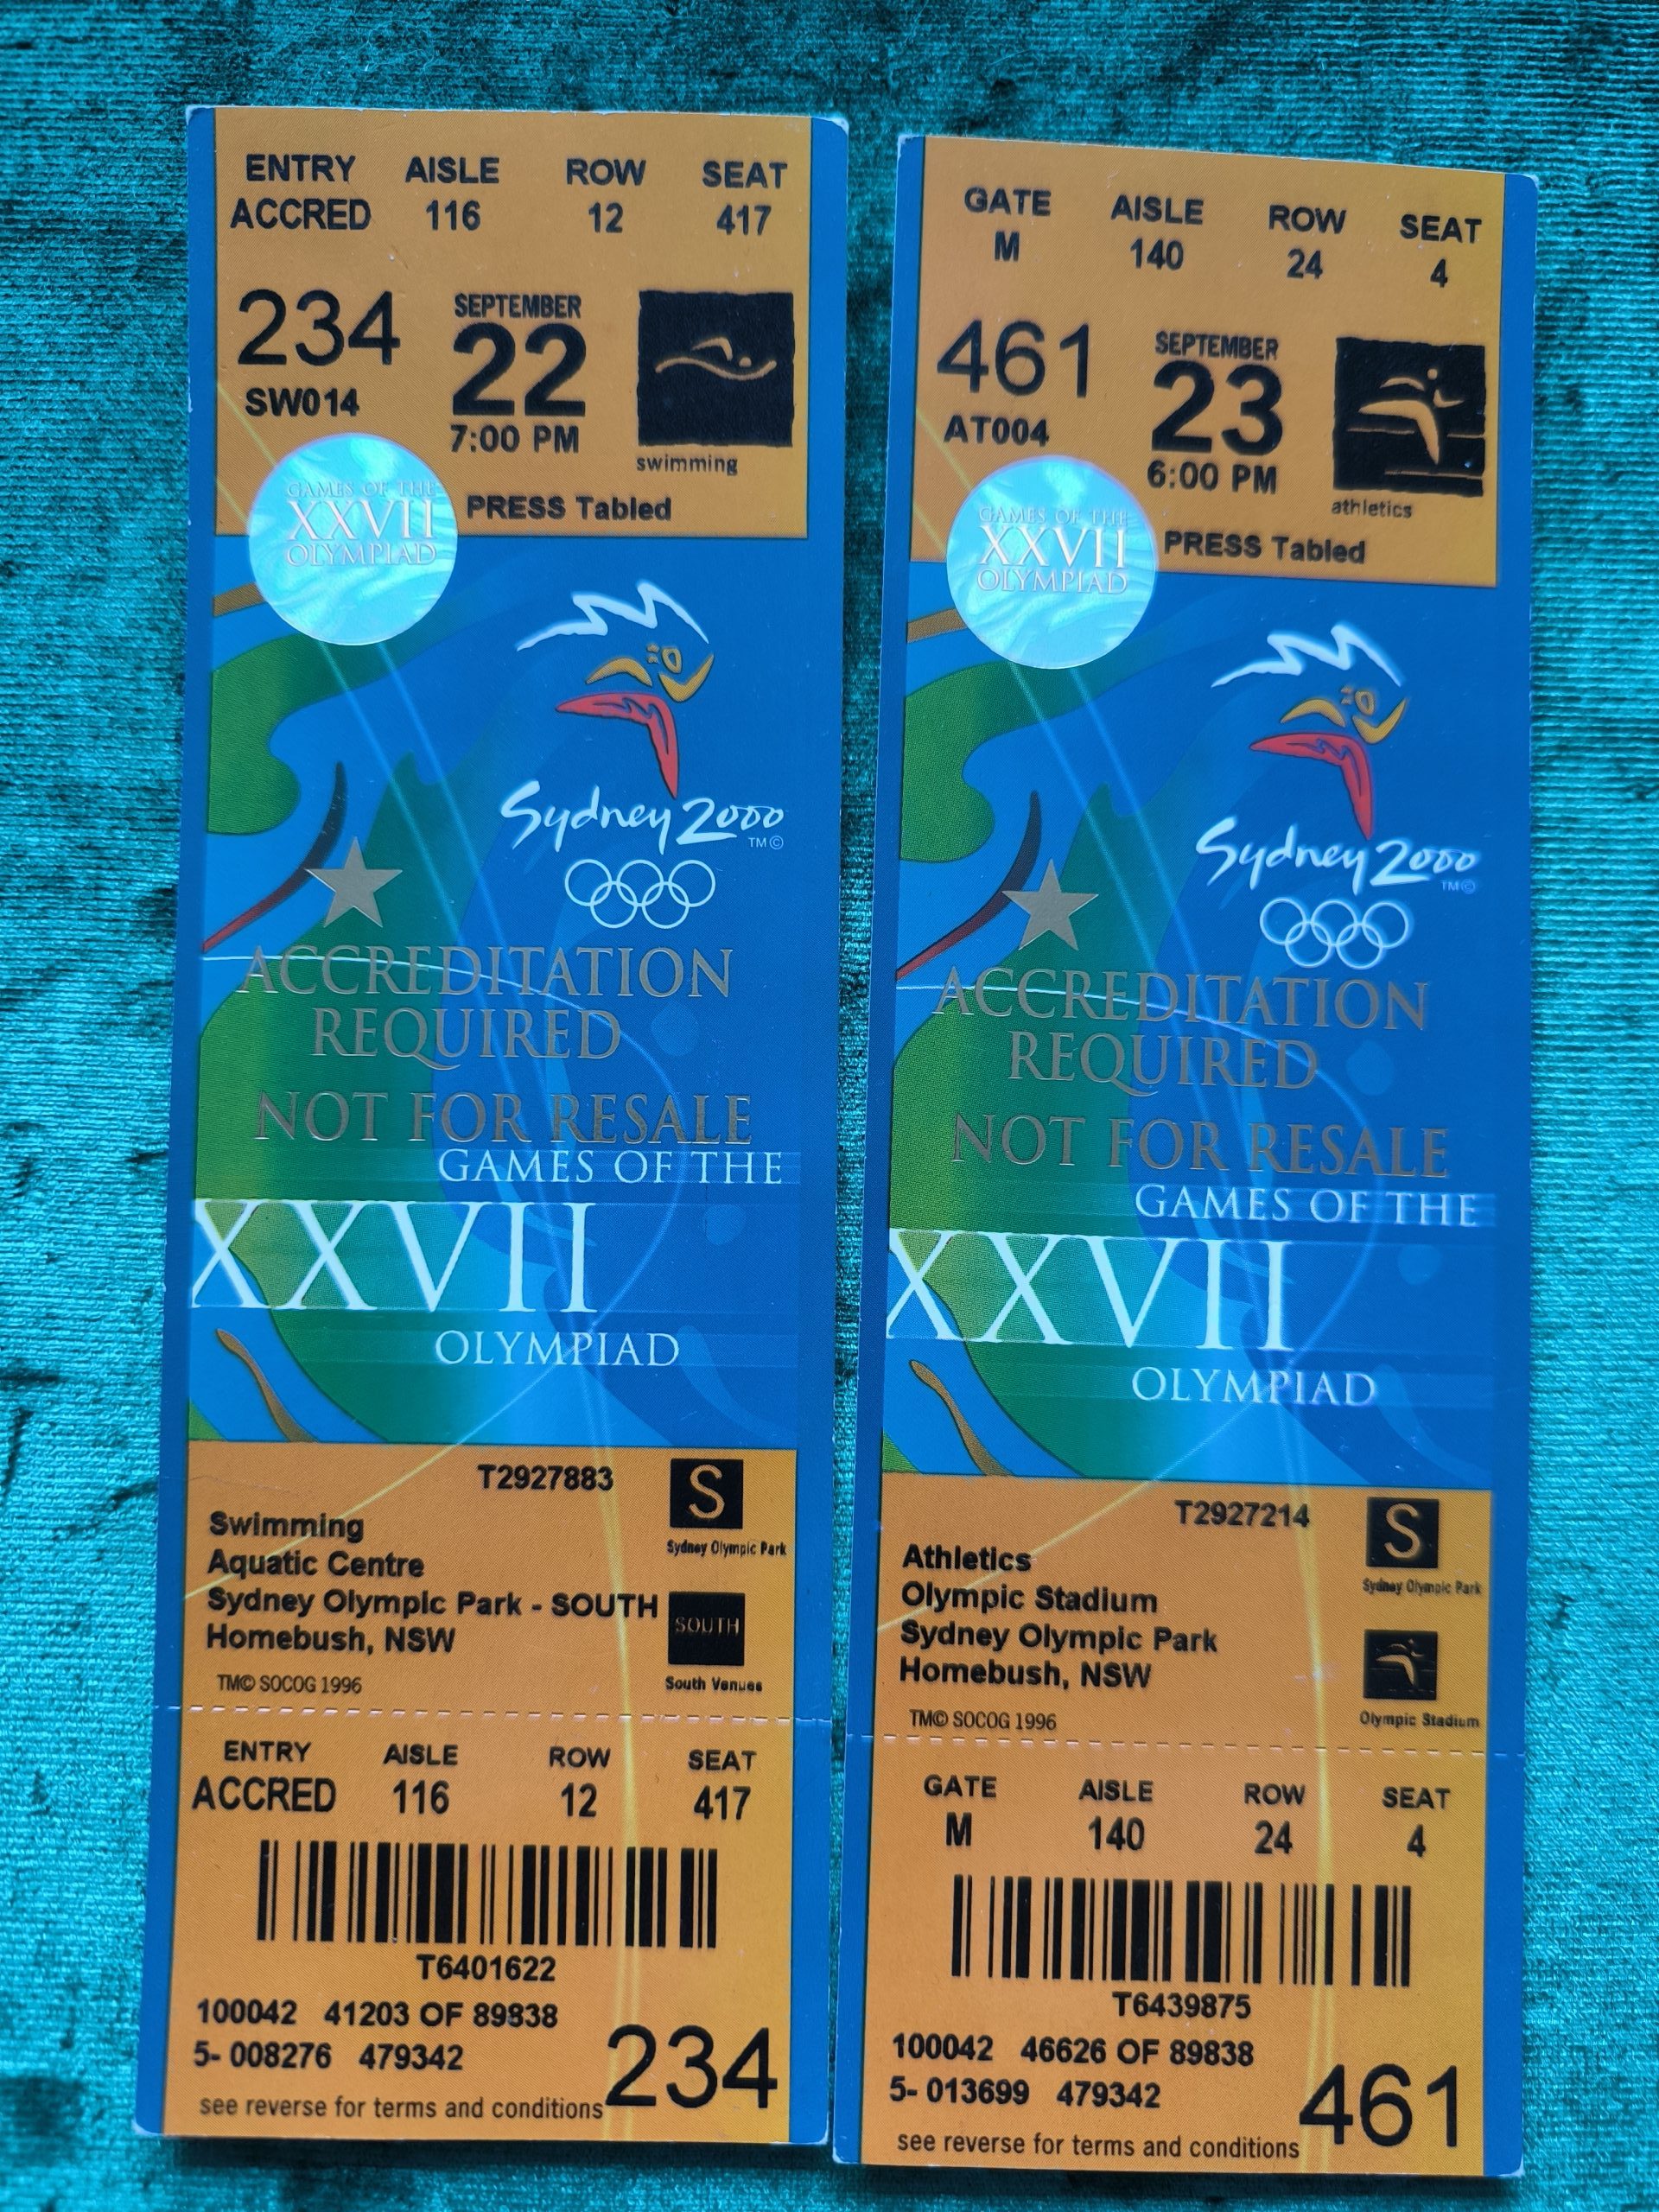 ENTRY AISLE ROW SEAT
ACCRED 116 12 417
234 SEPTEMBER
22
SW014 7:00 PM
swimming
PRESS Tabled
GAMES OF THE
XXVII
OLYMPIAD
Sydney 2000
TM©
ACCREDITATION
REQUIRED
NOT FOR RESALE
GAMES OF THE
XXVII
OLYMPIAD
T2927883
S
Sydney Olympic Park
Swimming
Aquatic Centre
Sydney Olympic Park - SOUTH
Homebush, NSW
SOUTH
South Venues
TM© SOCOG 1996
ENTRY AISLE ROW SEAT
ACCRED 116 12 417
T6401622
100042 41203 OF 89838
5- 008276 479342
234
see reverse for terms and conditions
GATE AISLE ROW SEAT
M 140 24 4
461 SEPTEMBER
23
AT004 6:00 PM
athletics
PRESS Tabled
GAMES OF THE
XXVII
OLYMPIAD
Sydney 2000
TM©
ACCREDITATION
REQUIRED
NOT FOR RESALE
GAMES OF THE
XXVII
OLYMPIAD
T2927214
S
Sydney Olympic Park
Athletics
Olympic Stadium
Sydney Olympic Park
Homebush, NSW
Olympic Stadium
TM© SOCOG 1996
GATE AISLE ROW SEAT
M 140 24 4
T6439875
100042 46626 OF 89838
5- 013699 479342
461
see reverse for terms and conditions